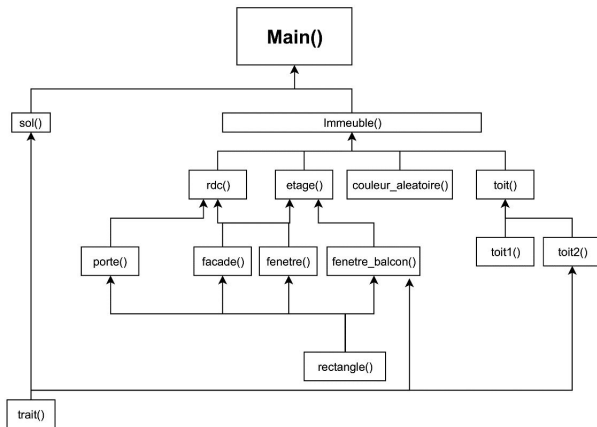 Main()
sol()
Immeuble()
rdc()
etage()
couleur_aleatoire()
toit()
porte()
facade()
fenetre()
fenetre_balcon()
toit1()
toit2()
rectangle()
trait()